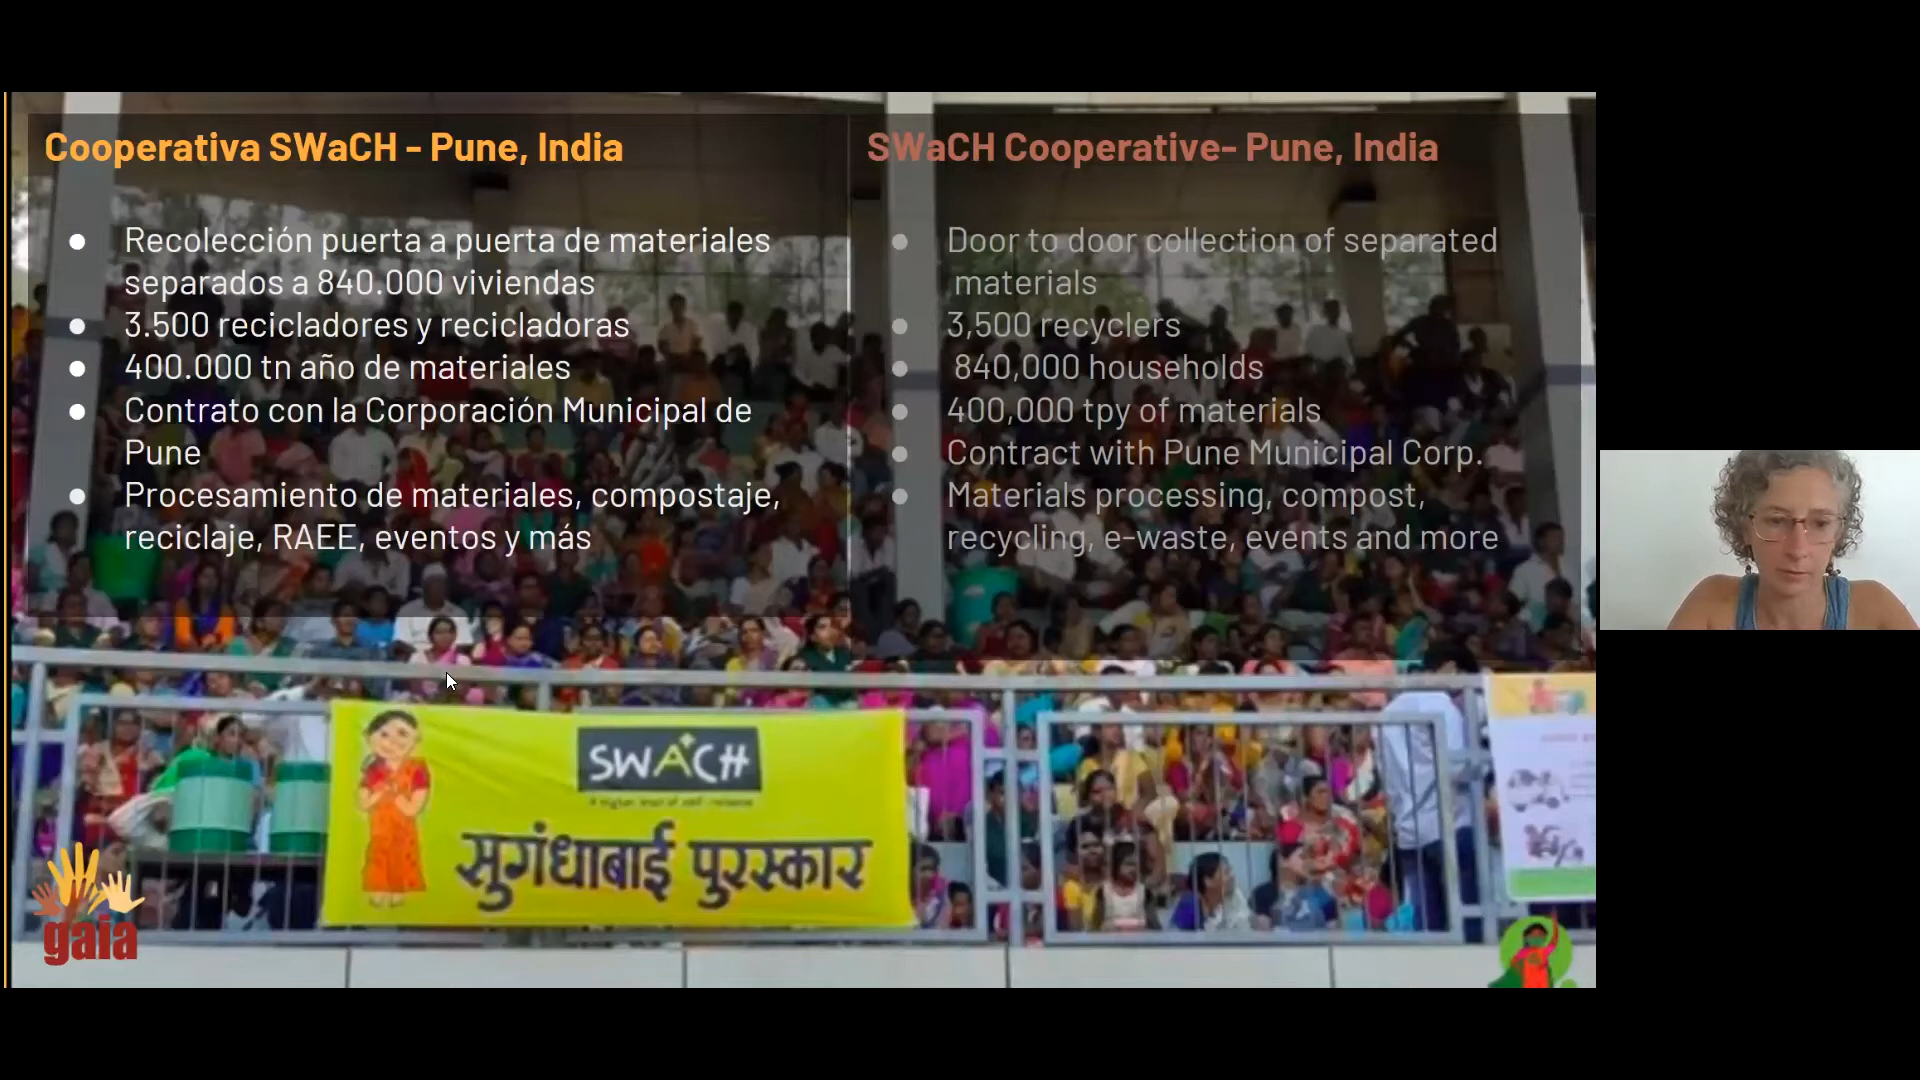 Cooperativa SWaCH - Pune, India
● Recolección puerta a puerta de materiales
separados a 840.000 viviendas
● 3.500 recicladores y recicladoras
● 400.000 tn año de materiales
● Contrato con la Corporación Municipal de
Pune
● Procesamiento de materiales, compostaje,
reciclaje, RAEE, eventos y más
SWaCH Cooperative- Pune, India
● Door to door collection of separated
materials
● 3,500 recyclers
● 840,000 households
● 400,000 tpy of materials
● Contract with Pune Municipal Corp.
● Materials processing, compost,
recycling, e-waste, events and more
SWACH
सुगंधाबाई पुरस्कार
gaia